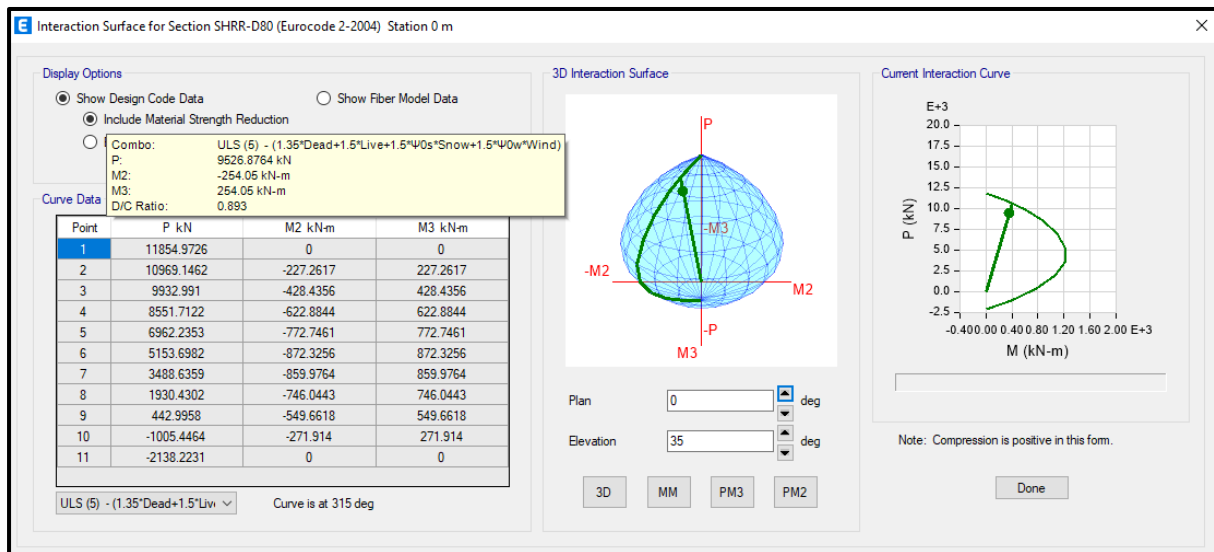 E Interaction Surface for Section SHRR-D80 (Eurocode 2-2004) Station 0 m
Display Options
Show Design Code Data
Show Fiber Model Data
Include Material Strength Reduction
Combo: ULS (5) - (1.35*Dead+1.5*Live+1.5*Ψ0s*Snow+1.5*Ψ0w*Wind)
P: 9526.8764 kN
M2: -254.05 kN-m
M3: 254.05 kN-m
D/C Ratio: 0.893
Curve Data
Point P kN M2 kN-m M3 kN-m
1 11854.9726 0 0
2 10969.1462 -227.2617 227.2617
3 9932.991 -428.4356 428.4356
4 8551.7122 -622.8844 622.8844
5 6962.2353 -772.7461 772.7461
6 5153.6982 -872.3256 872.3256
7 3488.6359 -859.9764 859.9764
8 1930.4302 -746.0443 746.0443
9 442.9958 -549.6618 549.6618
10 -1005.4464 -271.914 271.914
11 -2138.2231 0 0
ULS (5) - (1.35*Dead+1.5*Liv
Curve is at 315 deg
3D Interaction Surface
P
-M3
-M2
M2
-P
M3
Plan 0 deg
Elevation 35 deg
3D MM PM3 PM2
Current Interaction Curve
E+3
20.0
17.5
15.0
12.5
10.0
7.5
5.0
2.5
0.0
-2.5
P (kN)
-0.400.00 0.40 0.80 1.20 1.60 2.00 E+3
M (kN-m)
Note: Compression is positive in this form.
Done